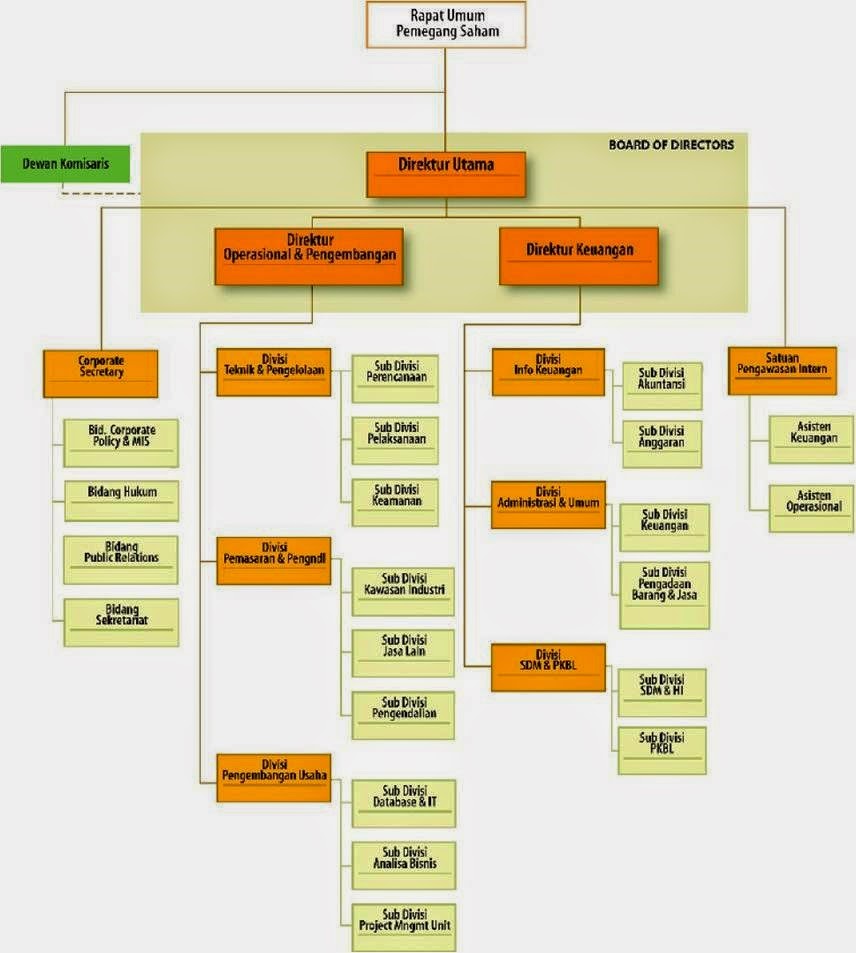 Rapat Umum
Pemegang Saham
Dewan Komisaris
BOARD OF DIRECTORS
Direktur Utama
Direktur
Operasional & Pengembangan
Direktur Keuangan
Corporate
Secretary
Bid. Corporate
Policy & MIS
Bidang Hukum
Bidang
Public Relations
Bidang
Sekretariat
Divisi
Teknik & Pengelolaan
Sub Divisi
Perencanaan
Sub Divisi
Pelaksanaan
Sub Divisi
Keamanan
Divisi
Pemasaran & Pengndl
Sub Divisi
Kawasan Industri
Sub Divisi
Jasa Lain
Sub Divisi
Pengendalian
Divisi
Pengembangan Usaha
Sub Divisi
Database & IT
Sub Divisi
Analisa Bisnis
Sub Divisi
Project Mngmt Unit
Divisi
Info Keuangan
Sub Divisi
Akuntansi
Sub Divisi
Anggaran
Divisi
Administrasi & Umum
Sub Divisi
Keuangan
Sub Divisi
Pengadaan
Barang & Jasa
Divisi
SDM & PKBL
Sub Divisi
SDM & HI
Sub Divisi
PKBL
Satuan
Pengawasan Intern
Asisten
Keuangan
Asisten
Operasional